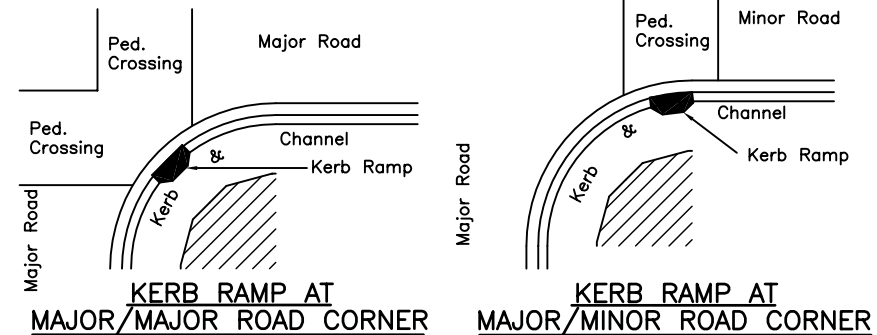 Ped.
Crossing
Major Road
Ped.
Crossing
Channel
&
Kerb
Kerb Ramp
Major Road
KERB RAMP AT
MAJOR/MAJOR ROAD CORNER
Ped.
Crossing
Minor Road
Channel
&
Kerb
Kerb Ramp
Major Road
KERB RAMP AT
MAJOR/MINOR ROAD CORNER